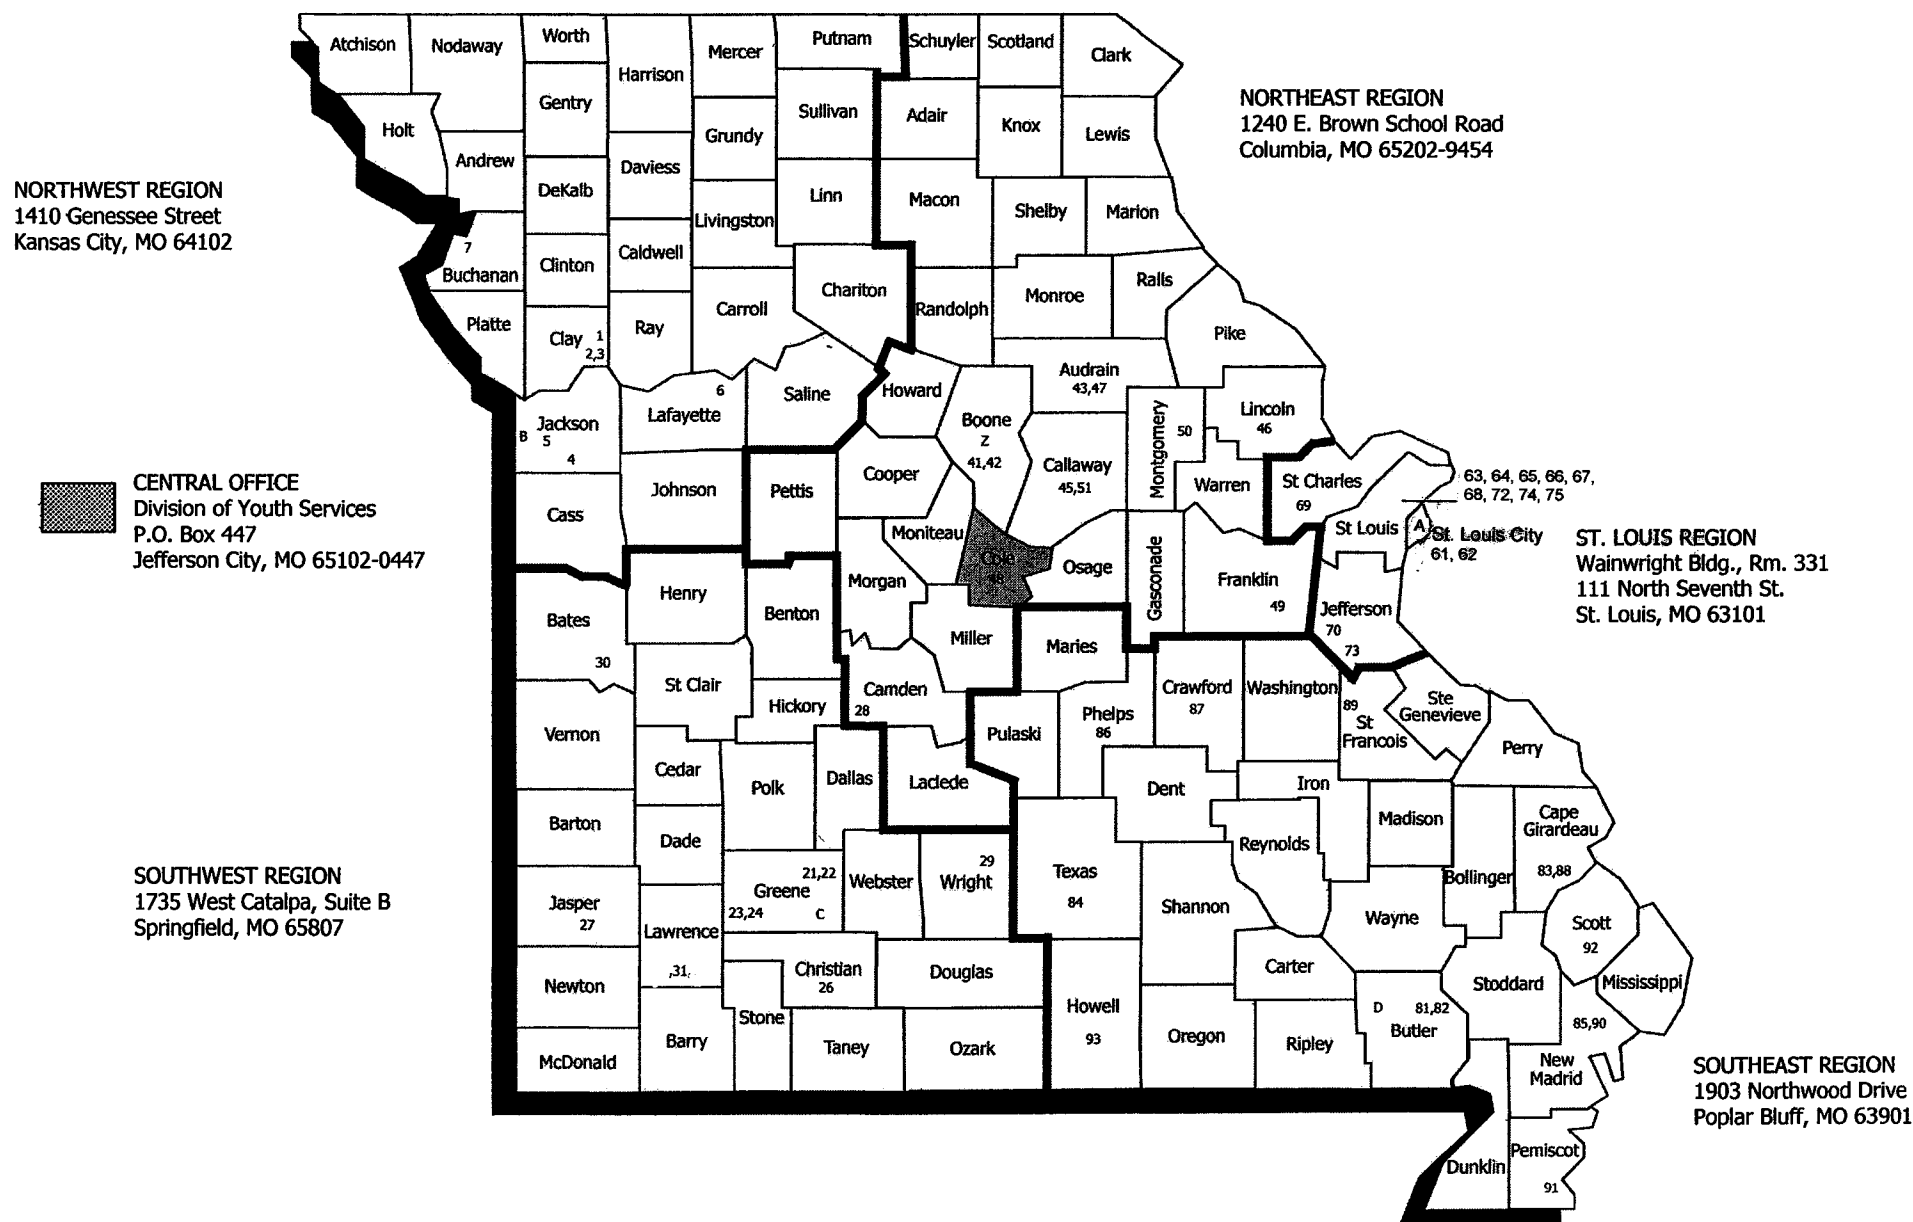 Atchison
Nodaway
Worth
Harrison
Mercer
Putnam
Schuyler
Scotland
Clark
Gentry
Sullivan
Adair
Knox
Lewis
Holt
Grundy
Andrew
Daviess
DeKalb
Linn
Macon
Shelby
Marion
Livingston
NORTHEAST REGION
1240 E. Brown School Road
Columbia, MO 65202-9454
NORTHWEST REGION
1410 Genessee Street
Kansas City, MO 64102
7
Buchanan
Clinton
Caldwell
Chariton
Randolph
Monroe
Ralls
Carroll
Platte
Clay 1
2,3
Ray
Pike
Audrain
43,47
6
Lafayette
Saline
Howard
Boone
Z
41,42
Montgomery
50
Lincoln
46
Jackson
B 5
4
Callaway
45,51
Cooper
Warren
St Charles
69
63, 64, 65, 66, 67,
68, 72, 74, 75
CENTRAL OFFICE
Division of Youth Services
P.O. Box 447
Jefferson City, MO 65102-0447
Johnson
Pettis
Cass
Moniteau
Cole
48
Osage
Gasconade
Franklin
49
St Louis
A
St. Louis City
61, 62
ST. LOUIS REGION
Wainwright Bldg., Rm. 331
111 North Seventh St.
St. Louis, MO 63101
Morgan
Henry
Benton
Bates
30
Miller
Maries
Jefferson
70
73
St Clair
Hickory
Camden
28
Crawford
87
Washington
89
St
Francois
Ste
Genevieve
Phelps
86
Pulaski
Vernon
Perry
Cedar
Polk
Dallas
Laclede
Dent
Iron
Madison
Cape
Girardeau
83,88
Barton
Dade
Reynolds
Bollinger
SOUTHWEST REGION
1735 West Catalpa, Suite B
Springfield, MO 65807
21,22
Greene
23,24 C
Webster
29
Wright
Texas
84
Shannon
Wayne
Scott
92
Jasper
27
Lawrence
,31,
Christian
26
Douglas
Carter
Stoddard
Mississippi
Newton
Stone
Howell
93
Oregon
Ripley
D 81,82
Butler
85,90
New
Madrid
McDonald
Barry
Taney
Ozark
SOUTHEAST REGION
1903 Northwood Drive
Poplar Bluff, MO 63901
Dunklin
Pemiscot
91